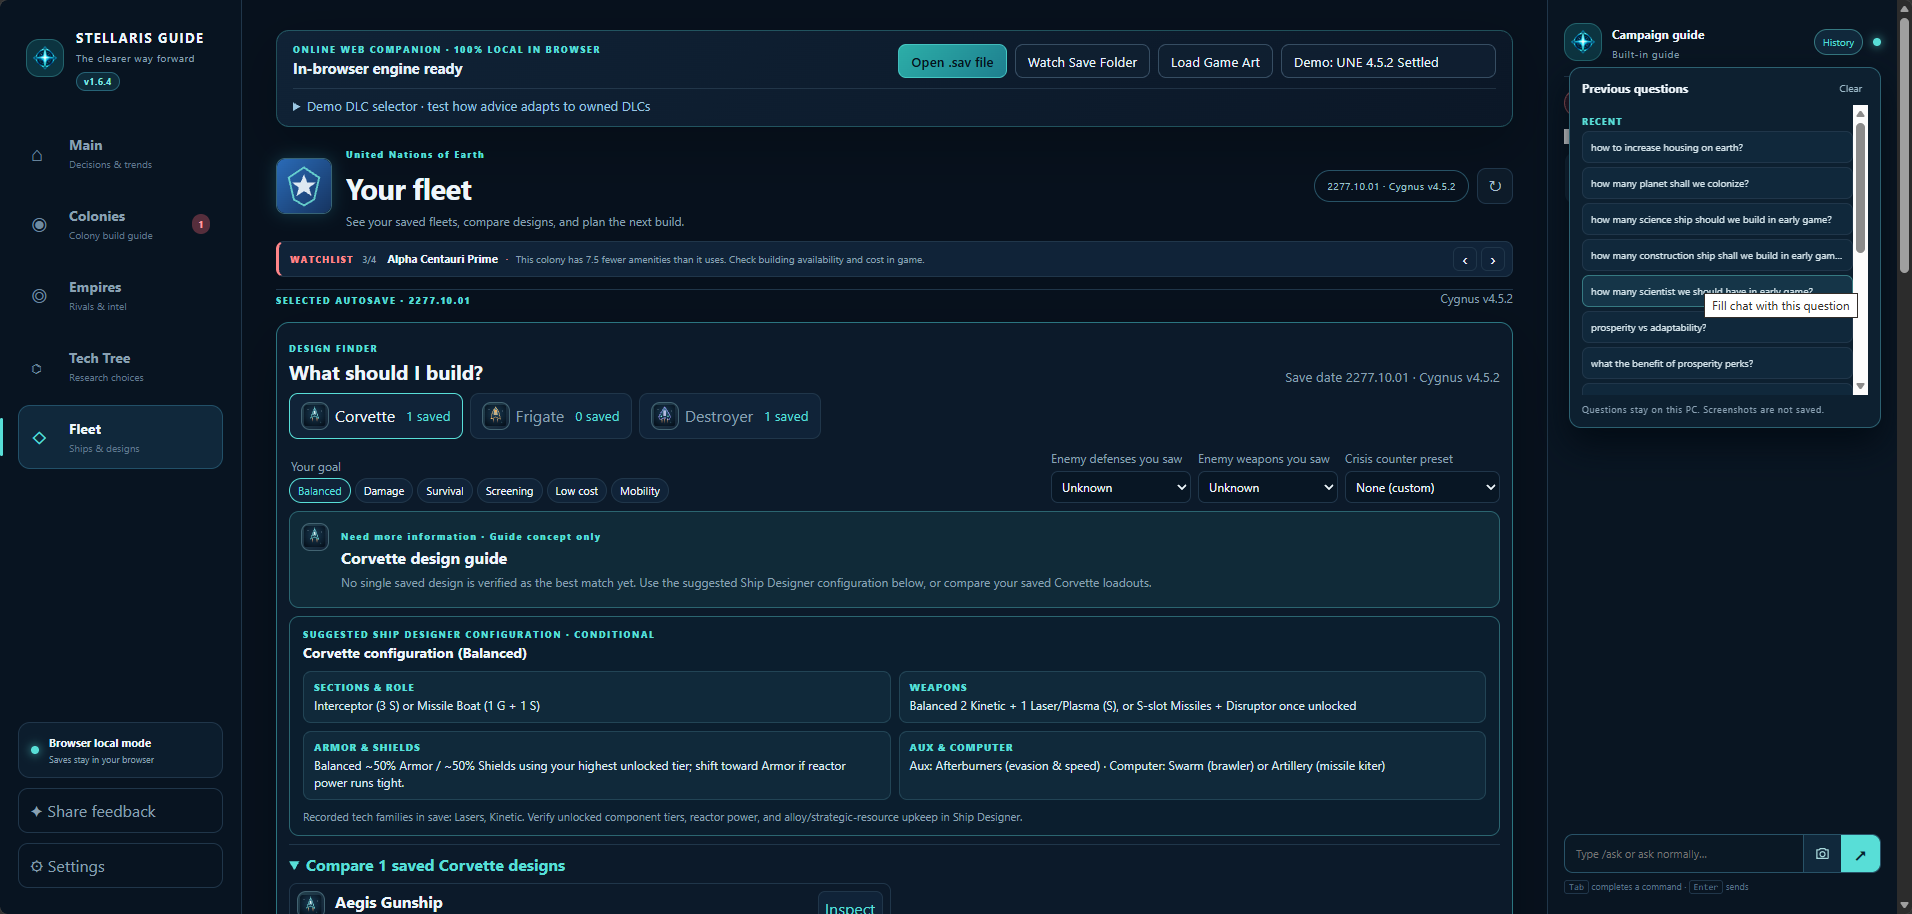 STELLARIS GUIDE
The clearer way forward
v1.6.4
Main
Decisions & trends
Colonies
Colony build guide
1
Empires
Rivals & intel
Tech Tree
Research choices
Fleet
Ships & designs
Browser local mode
Saves stay in your browser
Share feedback
Settings
ONLINE WEB COMPANION · 100% LOCAL IN BROWSER
In-browser engine ready
Open .sav file
Watch Save Folder
Load Game Art
Demo: UNE 4.5.2 Settled
Demo DLC selector · test how advice adapts to owned DLCs
United Nations of Earth
Your fleet
See your saved fleets, compare designs, and plan the next build.
2277.10.01 · Cygnus v4.5.2
WATCHLIST 3/4 Alpha Centauri Prime · This colony has 7.5 fewer amenities than it uses. Check building availability and cost in game.
SELECTED AUTOSAVE · 2277.10.01
Cygnus v4.5.2
DESIGN FINDER
What should I build?
Save date 2277.10.01 · Cygnus v4.5.2
Corvette 1 saved
Frigate 0 saved
Destroyer 1 saved
Your goal
Balanced
Damage
Survival
Screening
Low cost
Mobility
Enemy defenses you saw
Unknown
Enemy weapons you saw
Unknown
Crisis counter preset
None (custom)
Need more information · Guide concept only
Corvette design guide
No single saved design is verified as the best match yet. Use the suggested Ship Designer configuration below, or compare your saved Corvette loadouts.
SUGGESTED SHIP DESIGNER CONFIGURATION · CONDITIONAL
Corvette configuration (Balanced)
SECTIONS & ROLE
Interceptor (3 S) or Missile Boat (1 G + 1 S)
WEAPONS
Balanced 2 Kinetic + 1 Laser/Plasma (S), or S-slot Missiles + Disruptor once unlocked
ARMOR & SHIELDS
Balanced ~50% Armor / ~50% Shields using your highest unlocked tier; shift toward Armor if reactor
power runs tight.
AUX & COMPUTER
Aux: Afterburners (evasion & speed) · Computer: Swarm (brawler) or Artillery (missile kiter)
Recorded tech families in save: Lasers, Kinetic. Verify unlocked component tiers, reactor power, and alloy/strategic-resource upkeep in Ship Designer.
Compare 1 saved Corvette designs
Aegis Gunship
Inspect
Campaign guide
Built-in guide
History
Previous questions
Clear
RECENT
how to increase housing on earth?
how many planet shall we colonize?
how many science ship should we build in early game?
how many construction ship shall we build in early gam...
how many scientist we should have in early game?
Fill chat with this question
prosperity vs adaptability?
what the benefit of prosperity perks?
Questions stay on this PC. Screenshots are not saved.
Type /ask or ask normally...
Tab completes a command · Enter sends